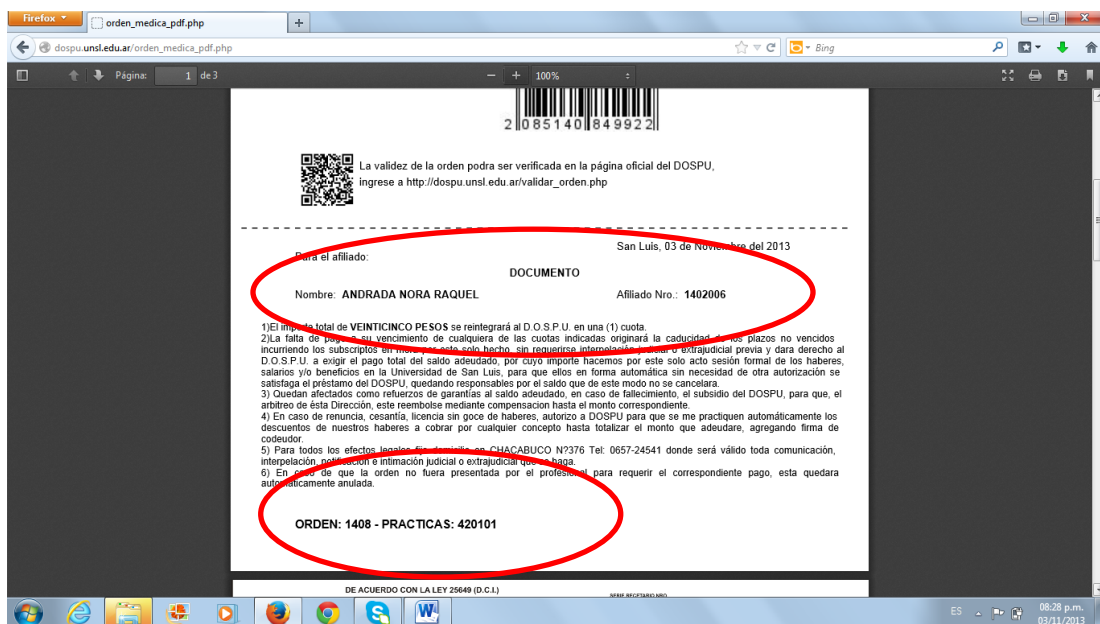 Firefox
orden_medica_pdf.php
dospu.unsl.edu.ar/orden_medica_pdf.php
Bing
Página: 1 de 3
100%
2 085140 849922
La validez de la orden podra ser verificada en la página oficial del DOSPU,
ingrese a http://dospu.unsl.edu.ar/validar_orden.php
San Luis, 03 de Noviembre del 2013
Para el afiliado:
DOCUMENTO
Nombre: ANDRADA NORA RAQUEL
Afiliado Nro.: 1402006
1)El importe total de VEINTICINCO PESOS se reintegrará al D.O.S.P.U. en una (1) cuota.
2)La falta de pago a su vencimiento de cualquiera de las cuotas indicadas originará la caducidad de los plazos no vencidos
incurriendo los subscriptos en mora por este solo hecho, sin requerirse interpelación judicial o extrajudicial previa y dara derecho al
D.O.S.P.U. a exigir el pago total del saldo adeudado, por cuyo importe hacemos por este solo acto sesión formal de los haberes,
salarios y/o beneficios en la Universidad de San Luis, para que ellos en forma automática sin necesidad de otra autorización se
satisfaga el préstamo del DOSPU, quedando responsables por el saldo que de este modo no se cancelara.
3) Quedan afectados como refuerzos de garantías al saldo adeudado, en caso de fallecimiento, el subsidio del DOSPU, para que, el
arbitreo de ésta Dirección, este reembolse mediante compensacion hasta el monto correspondiente.
4) En caso de renuncia, cesantía, licencia sin goce de haberes, autorizo a DOSPU para que se me practiquen automáticamente los
descuentos de nuestros haberes a cobrar por cualquier concepto hasta totalizar el monto que adeudare, agregando firma de
codeudor.
5) Para todos los efectos legales fijo domicilio en CHACABUCO Nº376 Tel: 0657-24541 donde será válido toda comunicación,
interpelación, notificación e intimación judicial o extrajudicial que se haga.
6) En caso de que la orden no fuera presentada por el profesional para requerir el correspondiente pago, esta quedara
automáticamente anulada.
ORDEN: 1408 - PRACTICAS: 420101
DE ACUERDO CON LA LEY 25649 (D.C.I.)
SERIE RECETARIO NRO
ES
08:28 p.m.
03/11/2013